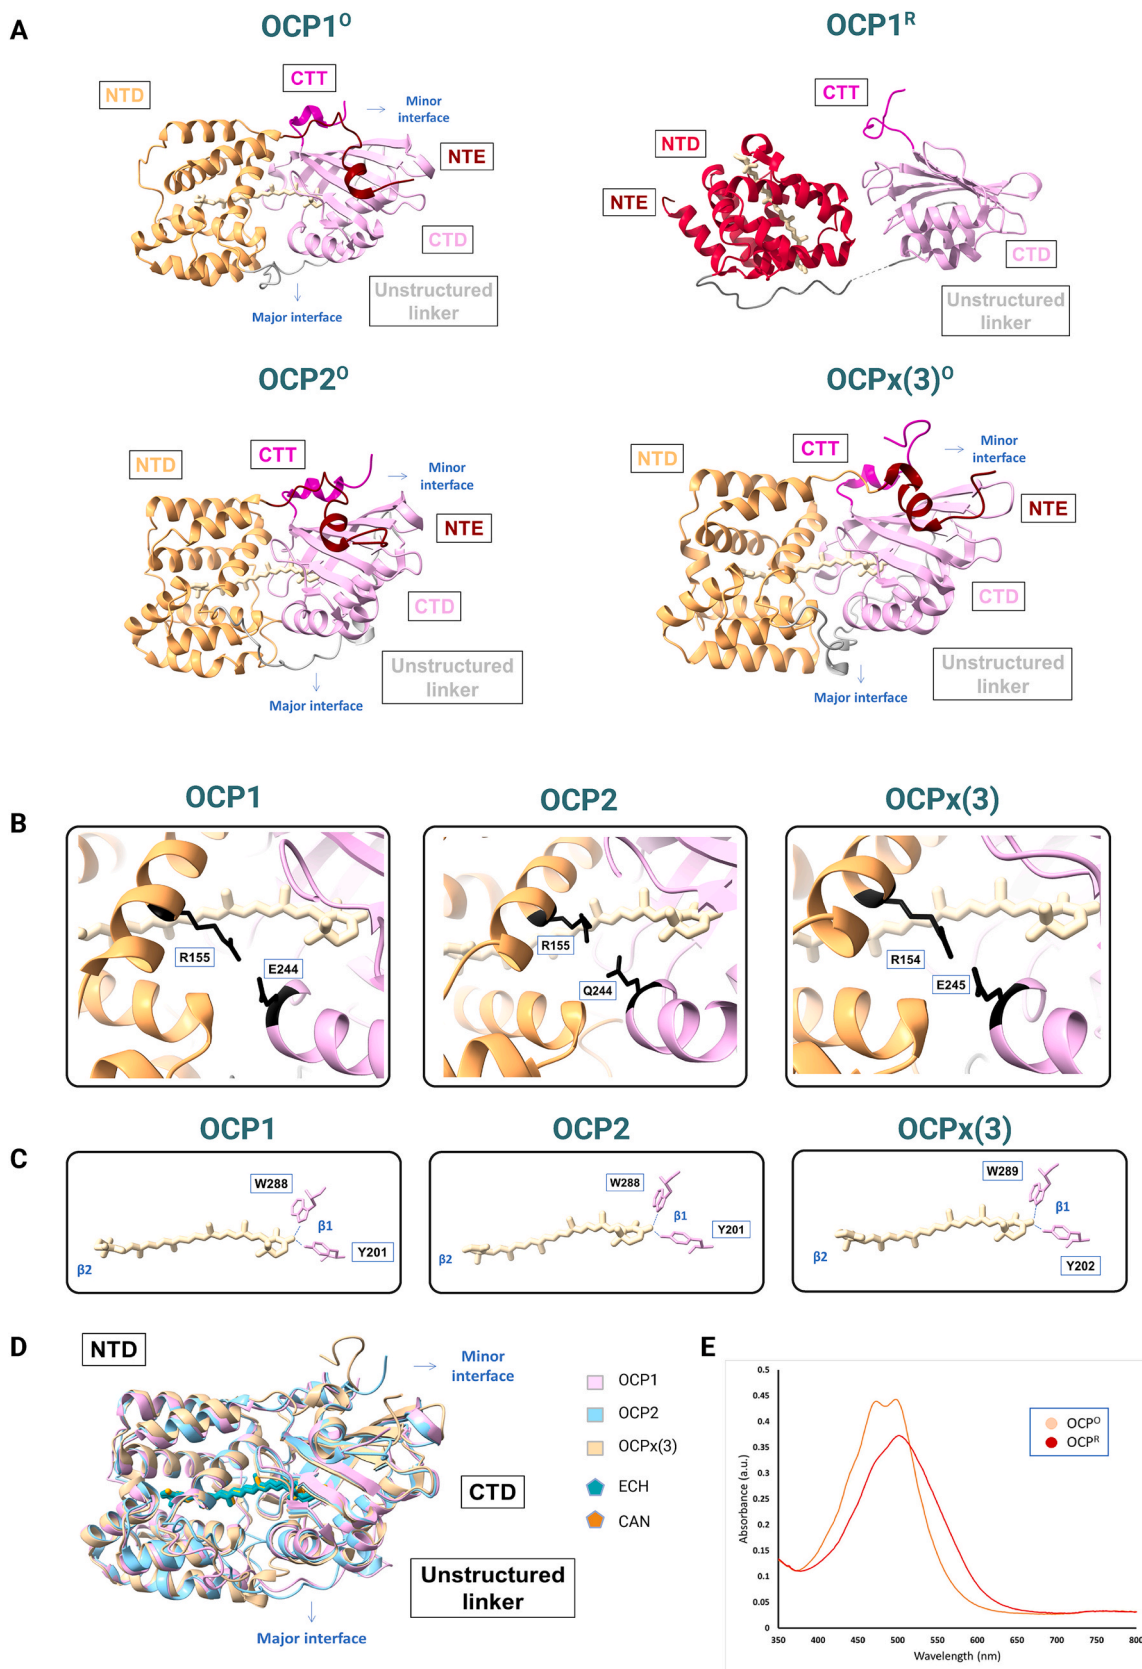 A
OCP1ᴼ
OCP1ᴿ
CTT
NTD
Minor
interface
NTE
CTD
Unstructured
linker
Major interface
CTT
NTD
NTE
CTD
Unstructured
linker
OCP2ᴼ
OCPx(3)ᴼ
CTT
NTD
Minor
interface
NTE
CTD
Unstructured
linker
Major interface
CTT
NTD
Minor
interface
NTE
CTD
Unstructured
linker
Major interface
B
OCP1
OCP2
OCPx(3)
R155
E244
R155
Q244
R154
E245
C
OCP1
OCP2
OCPx(3)
W288
β1
Y201
β2
W288
β1
Y201
β2
W289
β1
Y202
β2
D
NTD
Minor
interface
OCP1
OCP2
OCPx(3)
ECH
CAN
CTD
Unstructured
linker
Major interface
E
0.5
0.45
0.4
0.35
0.3
0.25
0.2
0.15
0.1
0.05
0
Absorbance (a.u.)
OCPᴼ
OCPᴿ
350 400 450 500 550 600 650 700 750 800
Wavelength (nm)